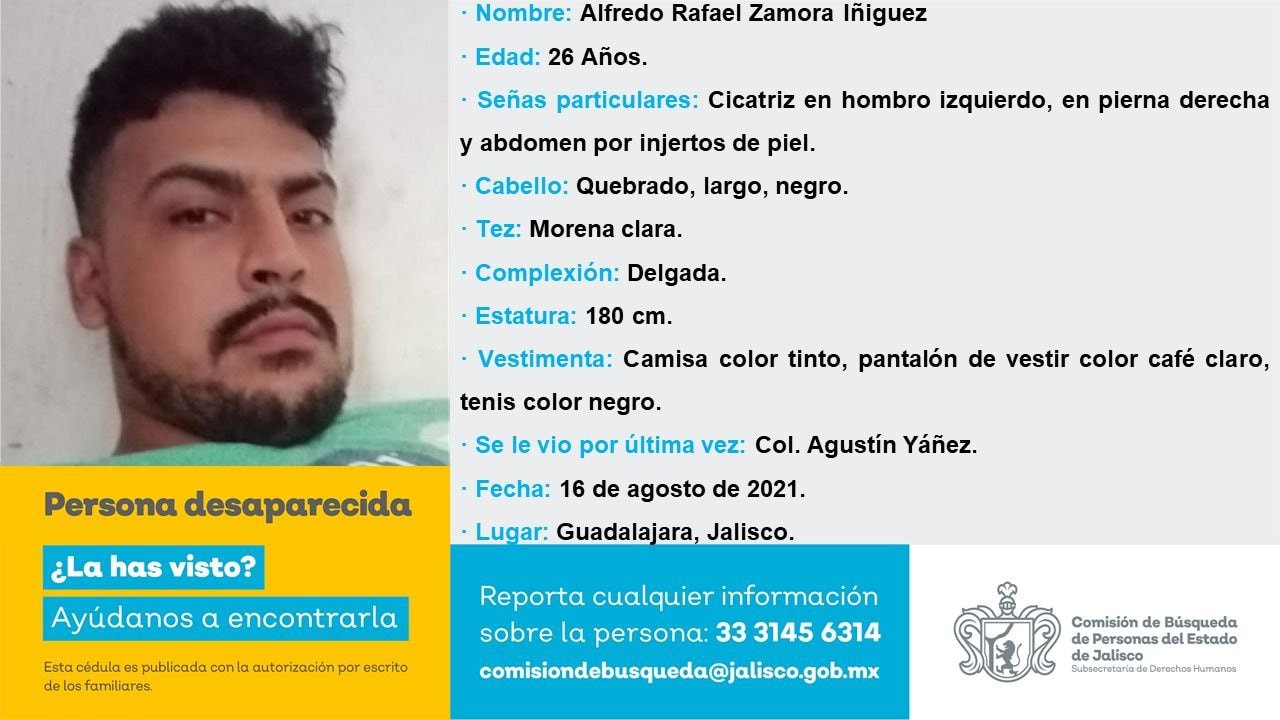 · Nombre: Alfredo Rafael Zamora Iñiguez
· Edad: 26 Años.
· Señas particulares: Cicatriz en hombro izquierdo, en pierna derecha
y abdomen por injertos de piel.
· Cabello: Quebrado, largo, negro.
· Tez: Morena clara.
· Complexión: Delgada.
· Estatura: 180 cm.
· Vestimenta: Camisa color tinto, pantalón de vestir color café claro,
tenis color negro.
· Se le vio por última vez: Col. Agustín Yáñez.
· Fecha: 16 de agosto de 2021.
· Lugar: Guadalajara, Jalisco.
Persona desaparecida
¿La has visto?
Ayúdanos a encontrarla
Esta cédula es publicada con la autorización por escrito
de los familiares.
Reporta cualquier información
sobre la persona: 33 3145 6314
comisiondebusqueda@jalisco.gob.mx
Comisión de Búsqueda
de Personas del Estado
de Jalisco
Subsecretaría de Derechos Humanos